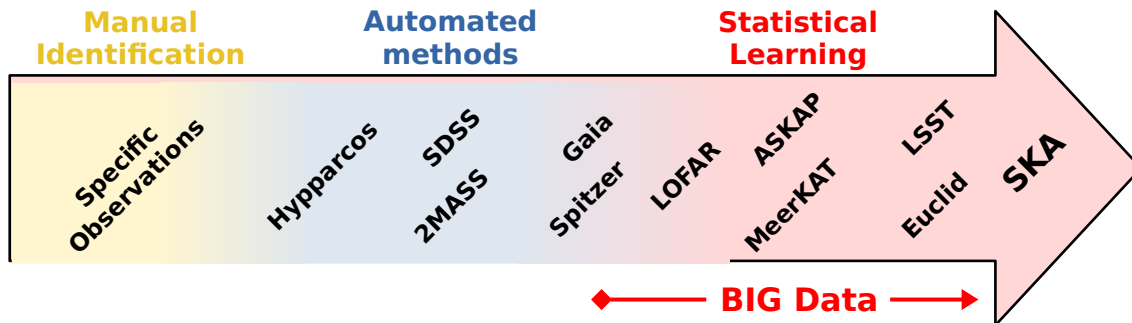 Manual
Identification
Automated
methods
Statistical
Learning
Specific
Observations
Hypparcos
SDSS
2MASS
Gaia
Spitzer
LOFAR
ASKAP
MeerKAT
LSST
Euclid
SKA
BIG Data